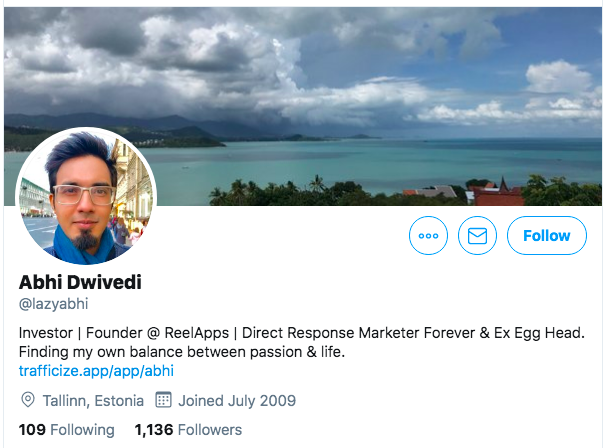 Follow
Abhi Dwivedi
@lazyabhi
Investor | Founder @ ReelApps | Direct Response Marketer Forever & Ex Egg Head.
Finding my own balance between passion & life.
trafficize.app/app/abhi
Tallinn, Estonia Joined July 2009
109 Following 1,136 Followers